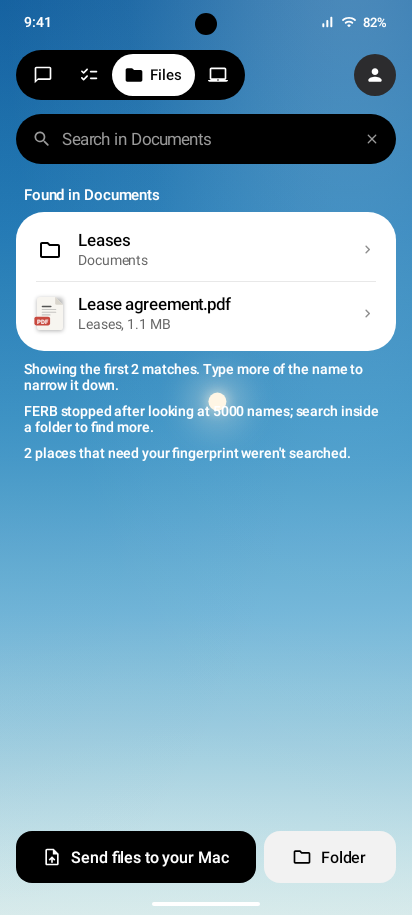 9:41
82%
Files
Search in Documents
Found in Documents
Leases
Documents
PDF
Lease agreement.pdf
Leases, 1.1 MB
Showing the first 2 matches. Type more of the name to
narrow it down.
FERB stopped after looking at 5000 names; search inside
a folder to find more.
2 places that need your fingerprint weren't searched.
Send files to your Mac
Folder